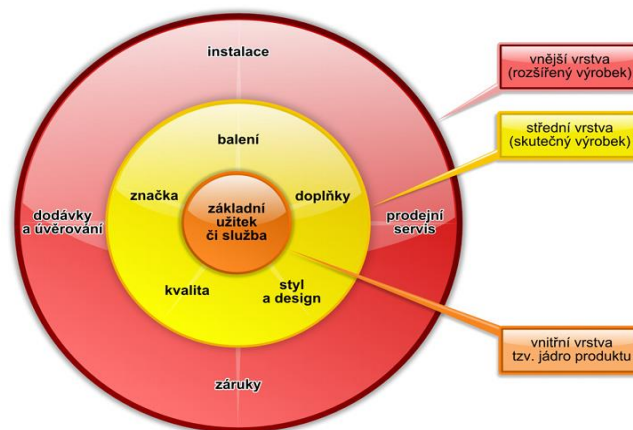 instalace
vnější vrstva
(rozšířený výrobek)
balení
střední vrstva
(skutečný výrobek)
značka
doplňky
základní
užitek
či služba
dodávky
a úvěrování
prodejní
servis
kvalita
styl
a design
vnitřní vrstva
tzv. jádro produktu
záruky